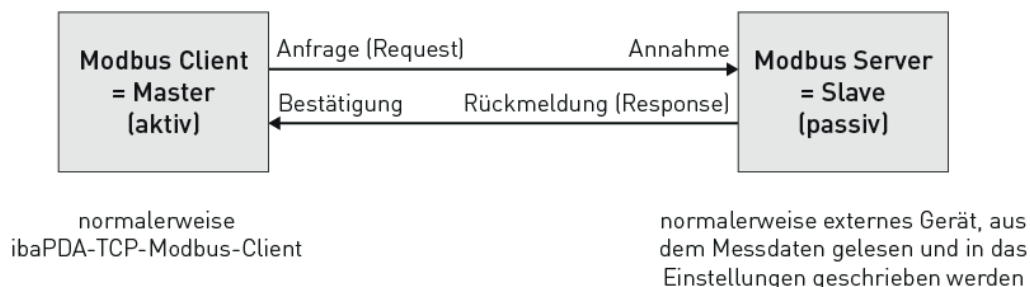 Modbus Client
= Master
(aktiv)
Anfrage (Request)
Annahme
Bestätigung
Rückmeldung (Response)
Modbus Server
= Slave
(passiv)
normalerweise
ibaPDA-TCP-Modbus-Client
normalerweise externes Gerät, aus
dem Messdaten gelesen und in das
Einstellungen geschrieben werden